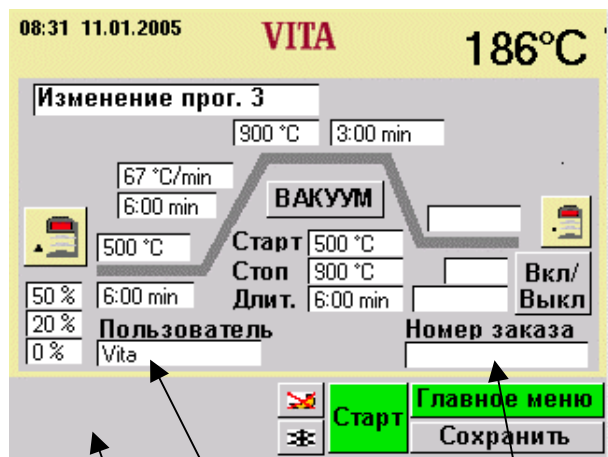 08:31 11.01.2005 VITA 186°C
Изменение прог. 3
900 °C 3:00 min
67 °C/min
6:00 min ВАКУУМ
500 °C Старт 500 °C
Стоп 900 °C Вкл/
50 % 6:00 min Длит. 6:00 min Выкл
20 % Пользователь Номер заказа
0 % Vita
Старт Главное меню
Сохранить